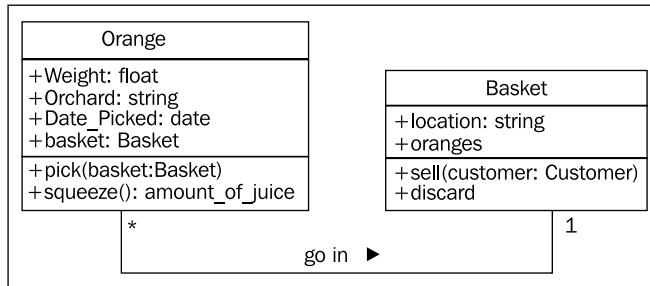 Orange
+Weight: float
+Orchard: string
+Date_Picked: date
+basket: Basket
+pick(basket:Basket)
+squeeze(): amount_of_juice
Basket
+location: string
+oranges
+sell(customer: Customer)
+discard
*
1
go in ▶